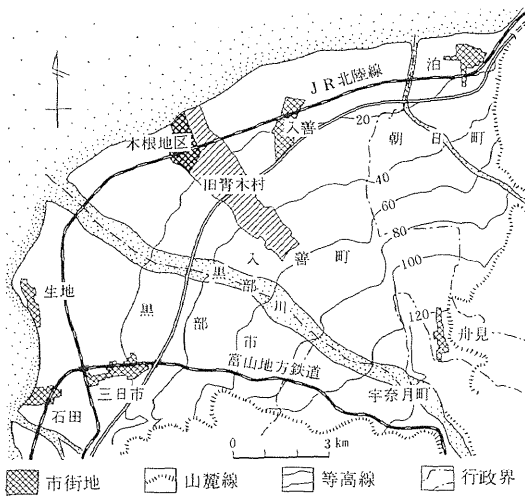 泊
JR北陸線
入善
20
朝日町
木根地区
旧青木村
40
60
80
100
120
入善町
黒部川
生地
黒部市
舟見
三日市
富山地方鉄道
宇奈月町
石田
0 3 km
市街地 山麓線 等高線 行政界